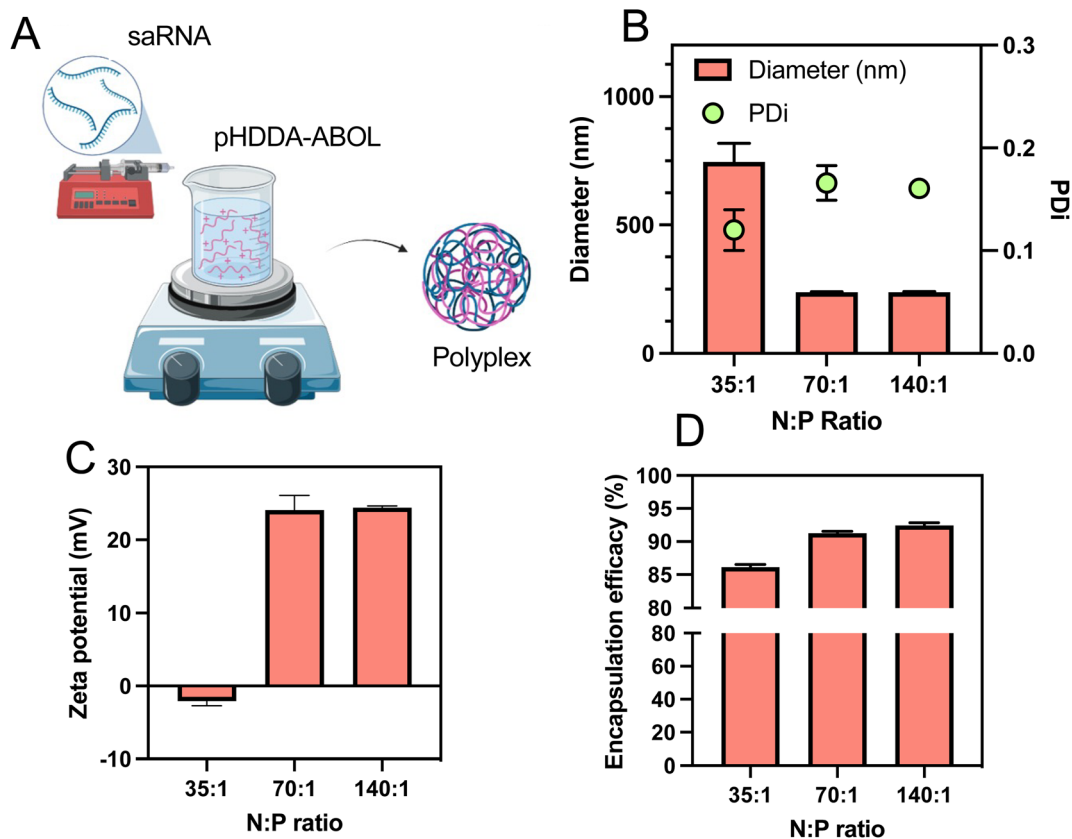 A
saRNA
pHDDA-ABOL
Polyplex
B
Diameter (nm)
PDi
1000
500
0
Diameter (nm)
0.3
0.2
0.1
0.0
PDi
35:1
70:1
140:1
N:P Ratio
C
30
20
10
0
-10
Zeta potential (mV)
35:1
70:1
140:1
N:P ratio
D
100
95
90
85
80
80
60
40
20
0
Encapsulation efficacy (%)
35:1
70:1
140:1
N:P ratio